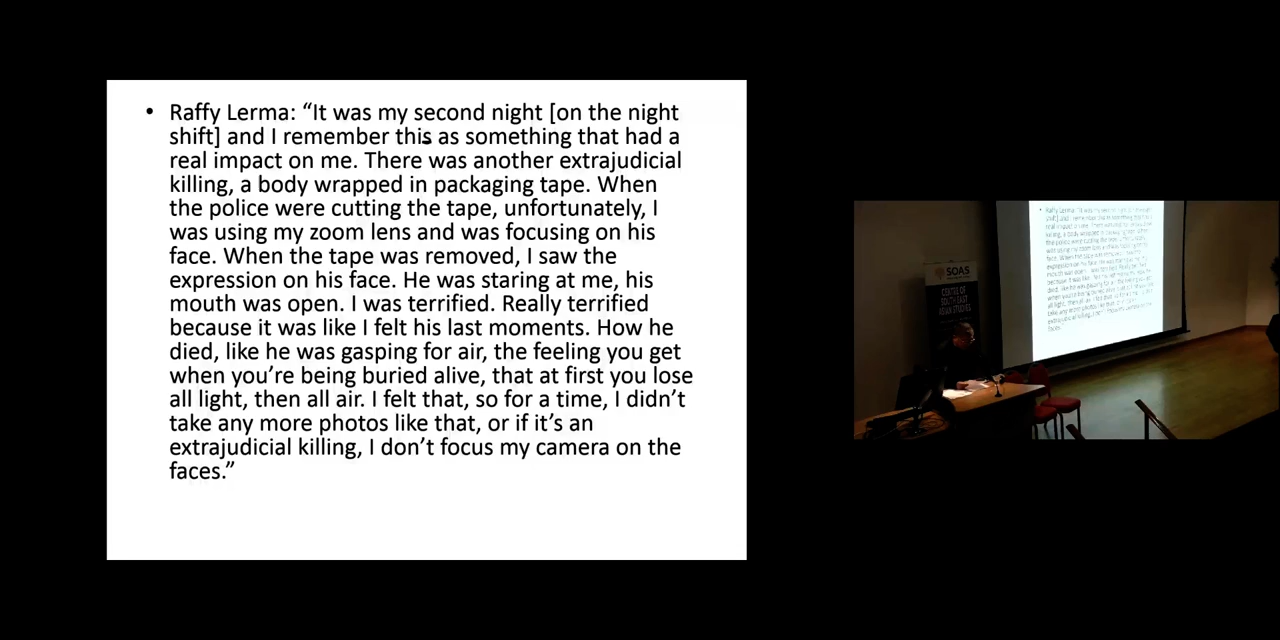 • Raffy Lerma: “It was my second night [on the night
shift] and I remember this as something that had a
real impact on me. There was another extrajudicial
killing, a body wrapped in packaging tape. When
the police were cutting the tape, unfortunately, I
was using my zoom lens and was focusing on his
face. When the tape was removed, I saw the
expression on his face. He was staring at me, his
mouth was open. I was terrified. Really terrified
because it was like I felt his last moments. How he
died, like he was gasping for air, the feeling you get
when you’re being buried alive, that at first you lose
all light, then all air. I felt that, so for a time, I didn’t
take any more photos like that, or if it’s an
extrajudicial killing, I don’t focus my camera on the
faces.”
SOAS
CENTRE OF
SOUTH EAST
ASIAN STUDIES